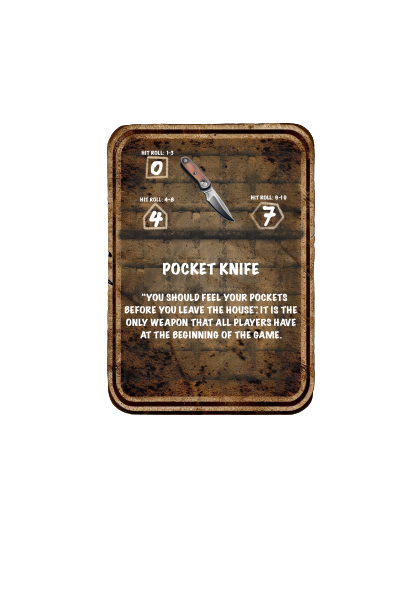 HIT ROLL: 1-3
0
HIT ROLL: 4-8
4
HIT ROLL: 9-10
7
POCKET KNIFE
"YOU SHOULD FEEL YOUR POCKETS
BEFORE YOU LEAVE THE HOUSE". IT IS THE
ONLY WEAPON THAT ALL PLAYERS HAVE
AT THE BEGINNING OF THE GAME.